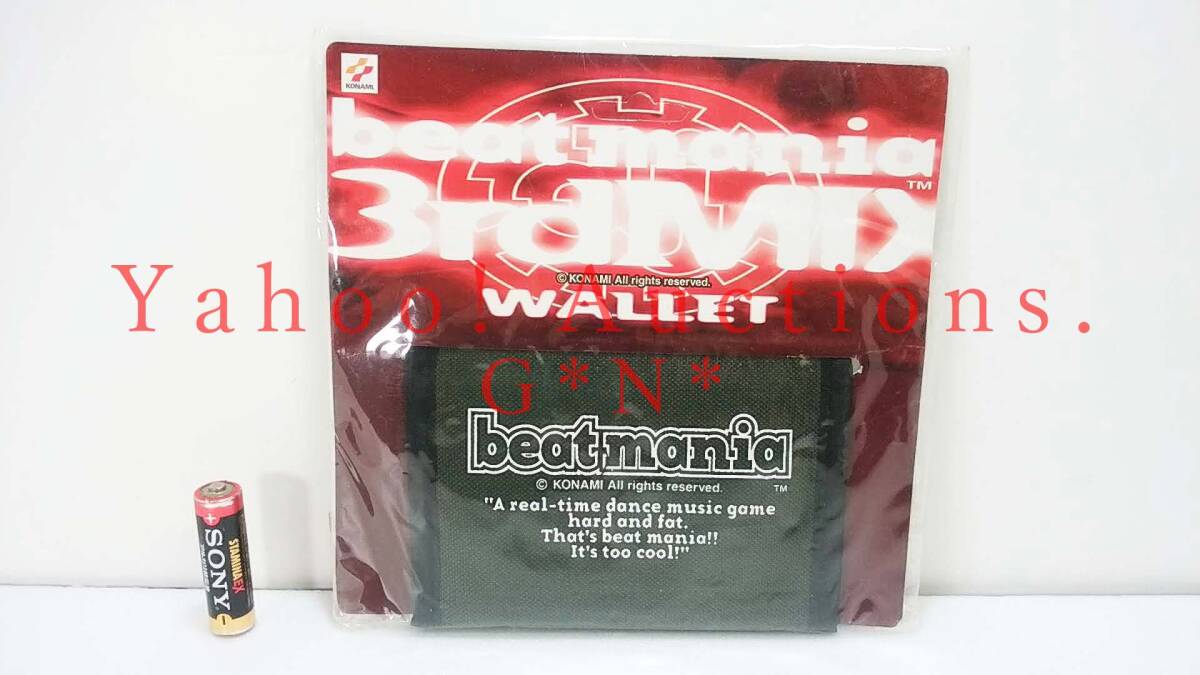 KONAMI
beatmania
3rdMIX
TM
© KONAMI All rights reserved.
WALLET
Yahoo! Auctions.
G*N*
beatmania
© KONAMI All rights reserved. TM
"A real-time dance music game
hard and fat.
That's beat mania!!
It's too cool!"
+ SONY -
STAMINA EX